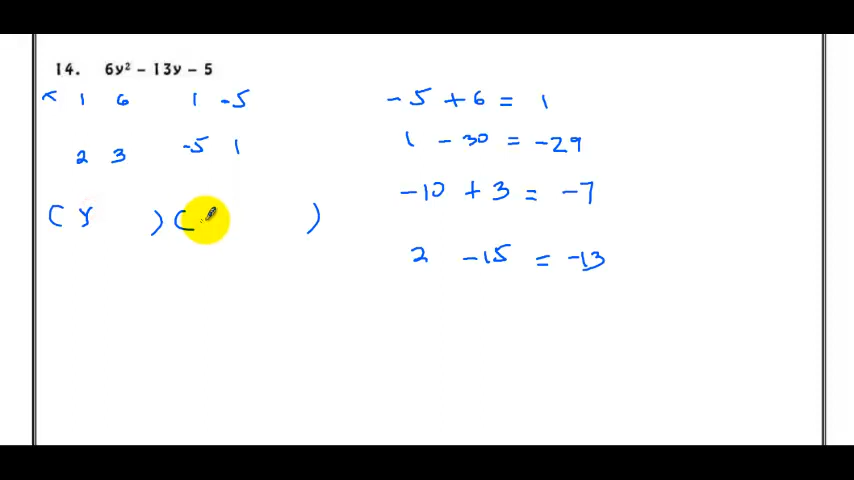 14. 6y² – 13y – 5
1 6 1 -5
-5 + 6 = 1
2 3 -5 1
1 - 30 = -29
-10 + 3 = -7
( y ) ( )
2 - 15 = -13